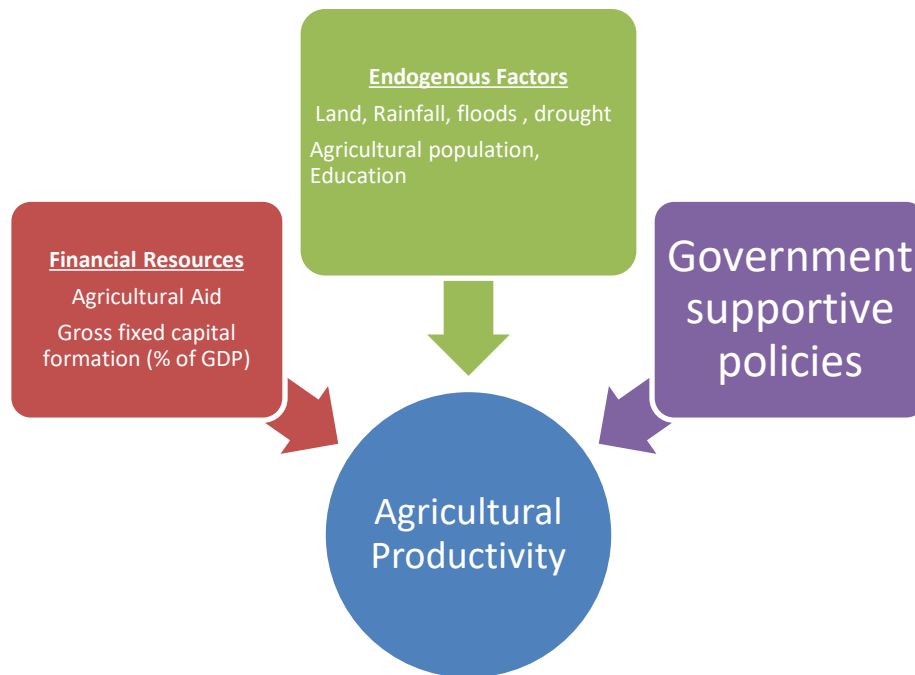 Endogenous Factors
Land, Rainfall, floods , drought
Agricultural population,
Education
Financial Resources
Agricultural Aid
Gross fixed capital
formation (% of GDP)
Government
supportive
policies
Agricultural
Productivity